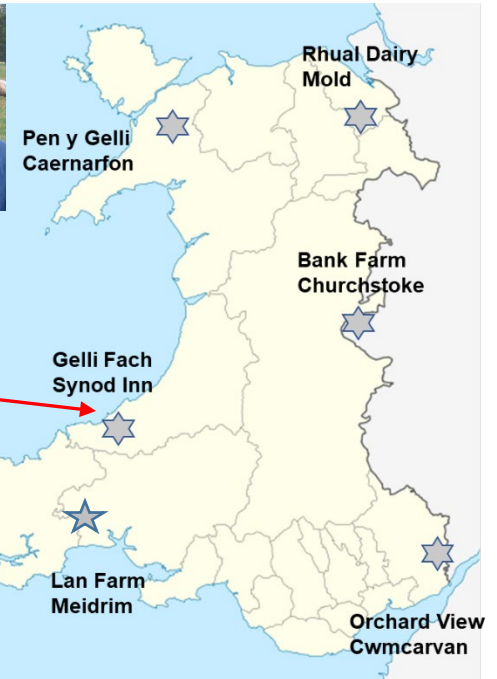 Rhual Dairy
Mold
Pen y Gelli
Caernarfon
Bank Farm
Churchstoke
Gelli Fach
Synod Inn
Lan Farm
Meidrim
Orchard View
Cwmcarvan